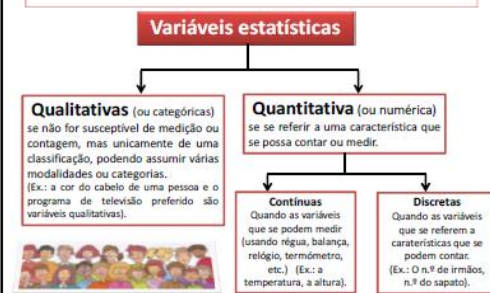 Variáveis estatísticas
Qualitativas (ou categóricas)
se não for susceptível de medição ou
contagem, mas unicamente de uma
classificação, podendo assumir várias
modalidades ou categorias.
(Ex.: a cor do cabelo de uma pessoa e o
programa de televisão preferido são
variáveis qualitativas).
Quantitativa (ou numérica)
se se referir a uma característica que
se possa contar ou medir.
Contínuas
Quando as variáveis
que se podem medir
(usando régua, balança,
relógio, termómetro,
etc.) (Ex.: a
temperatura, a altura).
Discretas
Quando as variáveis
que se referem a
caraterísticas que se
podem contar.
(Ex.: O n.º de irmãos,
n.º do sapato).